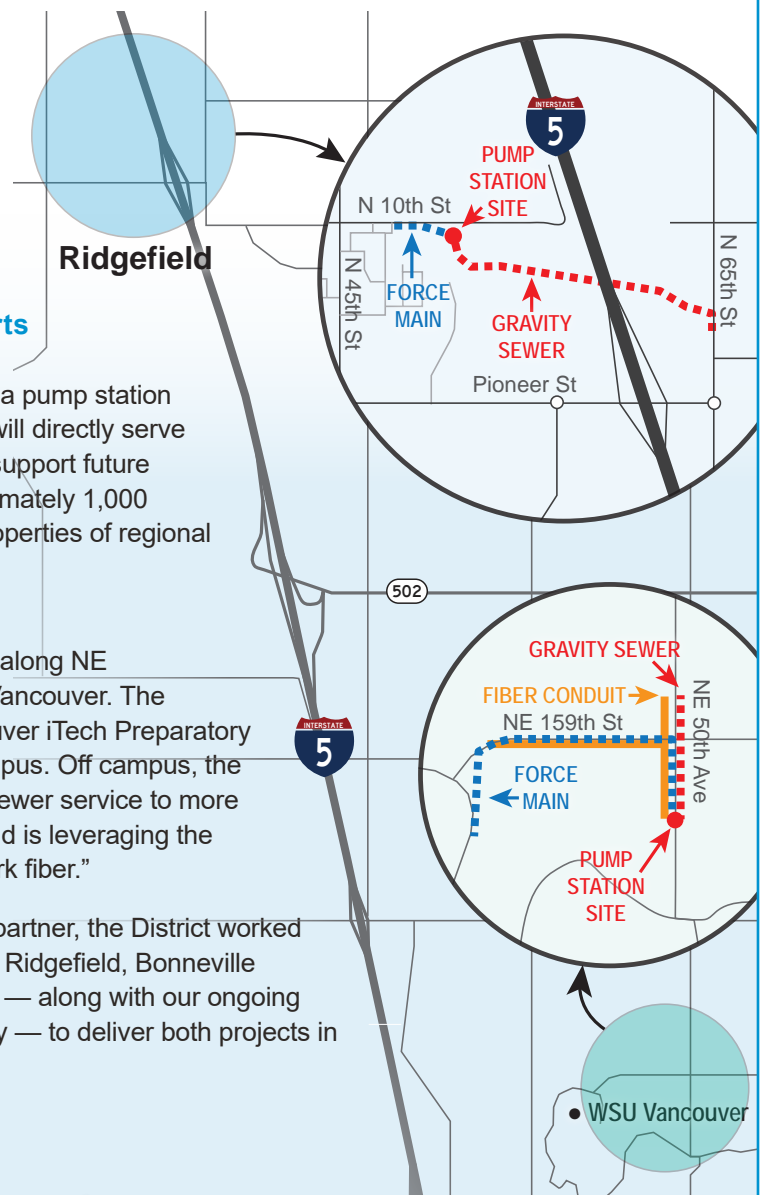 Ridgefield
rts
a pump station
will directly serve
support future
mately 1,000
operties of regional
along NE
Vancouver. The
uver iTech Preparatory
pus. Off campus, the
sewer service to more
d is leveraging the
rk fiber.”
partner, the District worked
Ridgefield, Bonneville
— along with our ongoing
y — to deliver both projects in
INTERSTATE
5
PUMP
STATION
SITE
N 10th St
N 45th St
FORCE
MAIN
GRAVITY
SEWER
N 65th St
Pioneer St
502
INTERSTATE
5
GRAVITY SEWER
FIBER CONDUIT
NE 159th St
NE 50th Ave
FORCE
MAIN
PUMP
STATION
SITE
WSU Vancouver